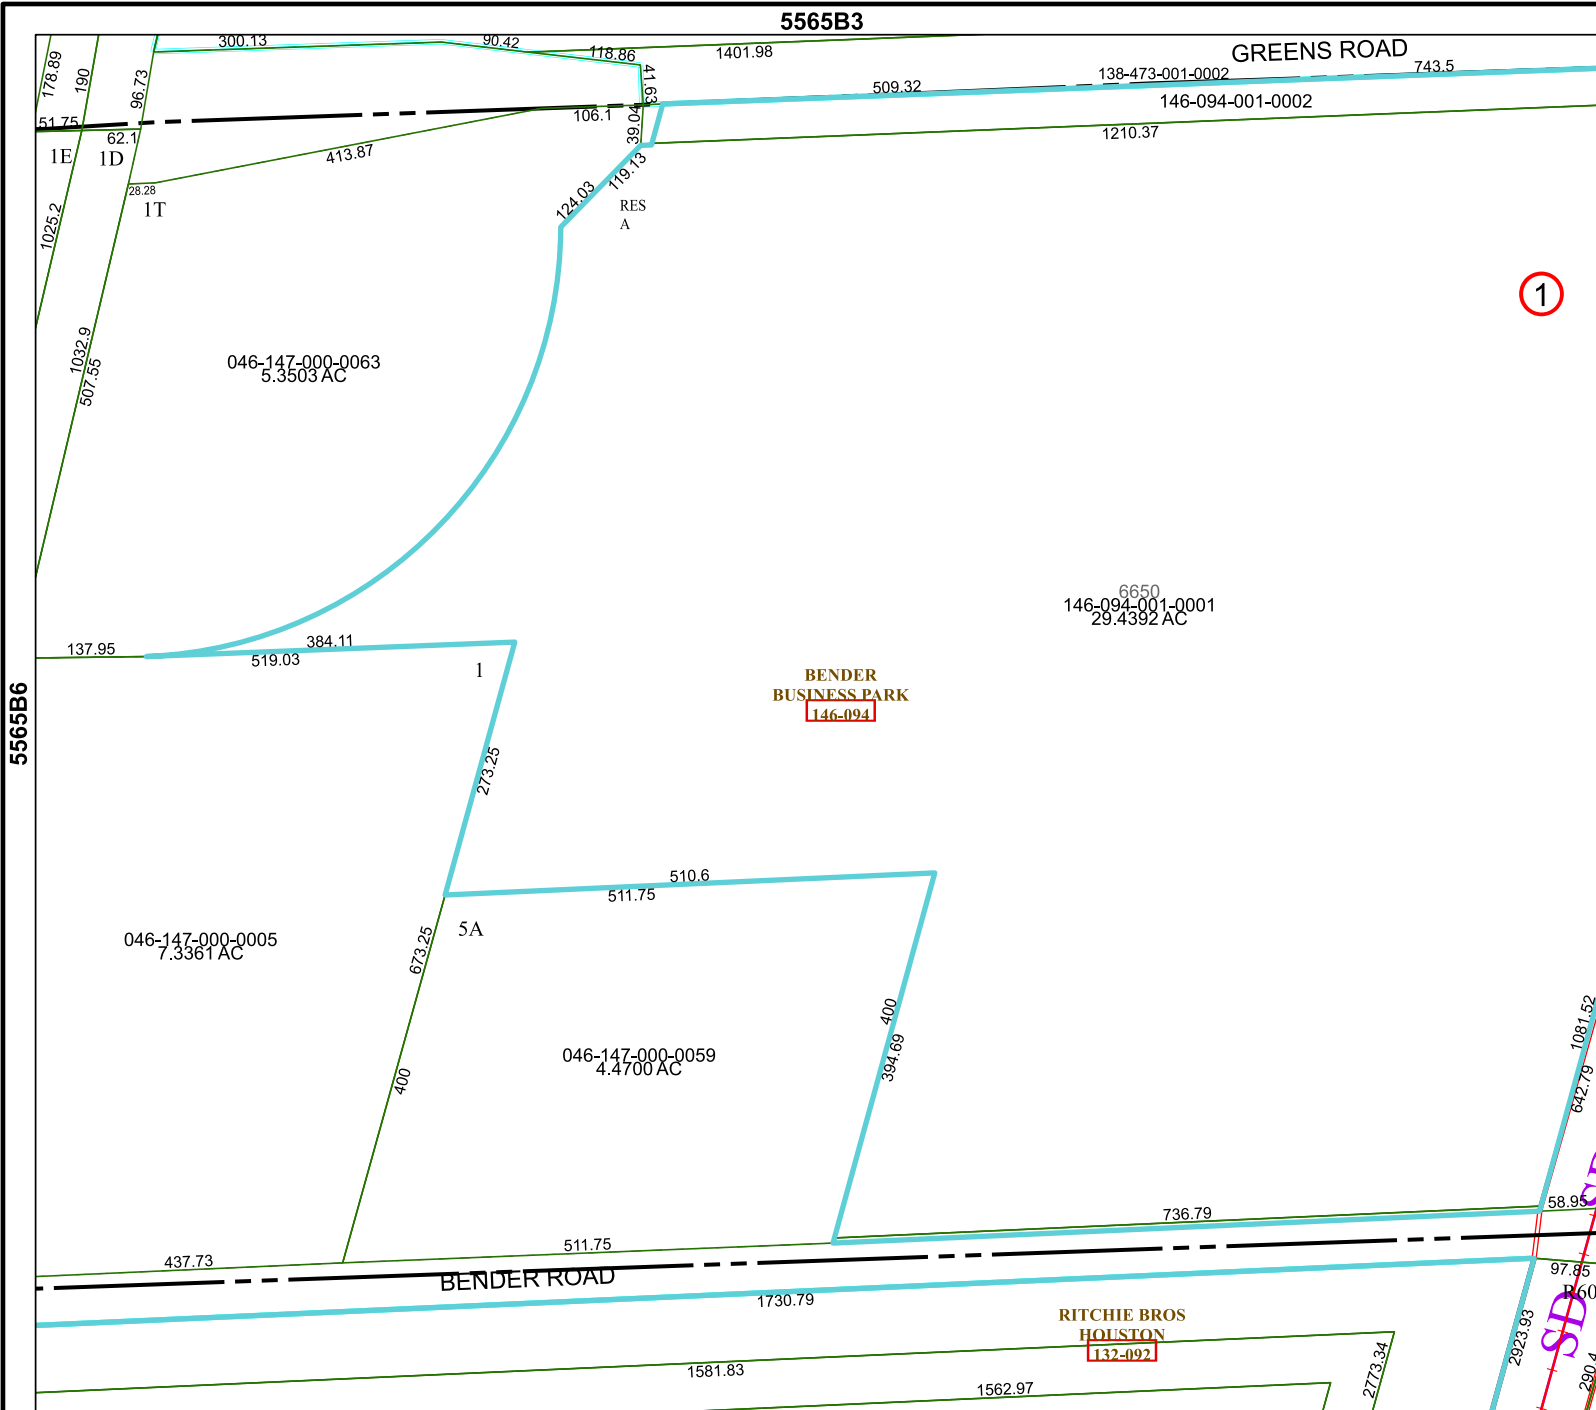 5565B3
300.13
90.42
118.86
1401.98
GREENS ROAD
178.89
190
96.73
41.63
509.32
138-473-001-0002
743.5
146-094-001-0002
51.75
62.1
106.1
39.04
1210.37
1E
1D
413.87
119.13
28.28
1T
124.03
RES
A
1025.2
1
1032.9
507.55
046-147-000-0063
5.3503 AC
6650
146-094-001-0001
29.4392 AC
137.95
384.11
519.03
1
BENDER
BUSINESS PARK
146-094
5565B6
273.25
510.6
511.75
5A
673.25
046-147-000-0005
7.3361 AC
400
394.69
046-147-000-0059
4.4700 AC
400
1081.52
642.79
58.95
736.79
511.75
437.73
BENDER ROAD
97.85
1730.79
RITCHIE BROS
HOUSTON
132-092
SD
2923.93
2773.34
290.4
1581.83
1562.97